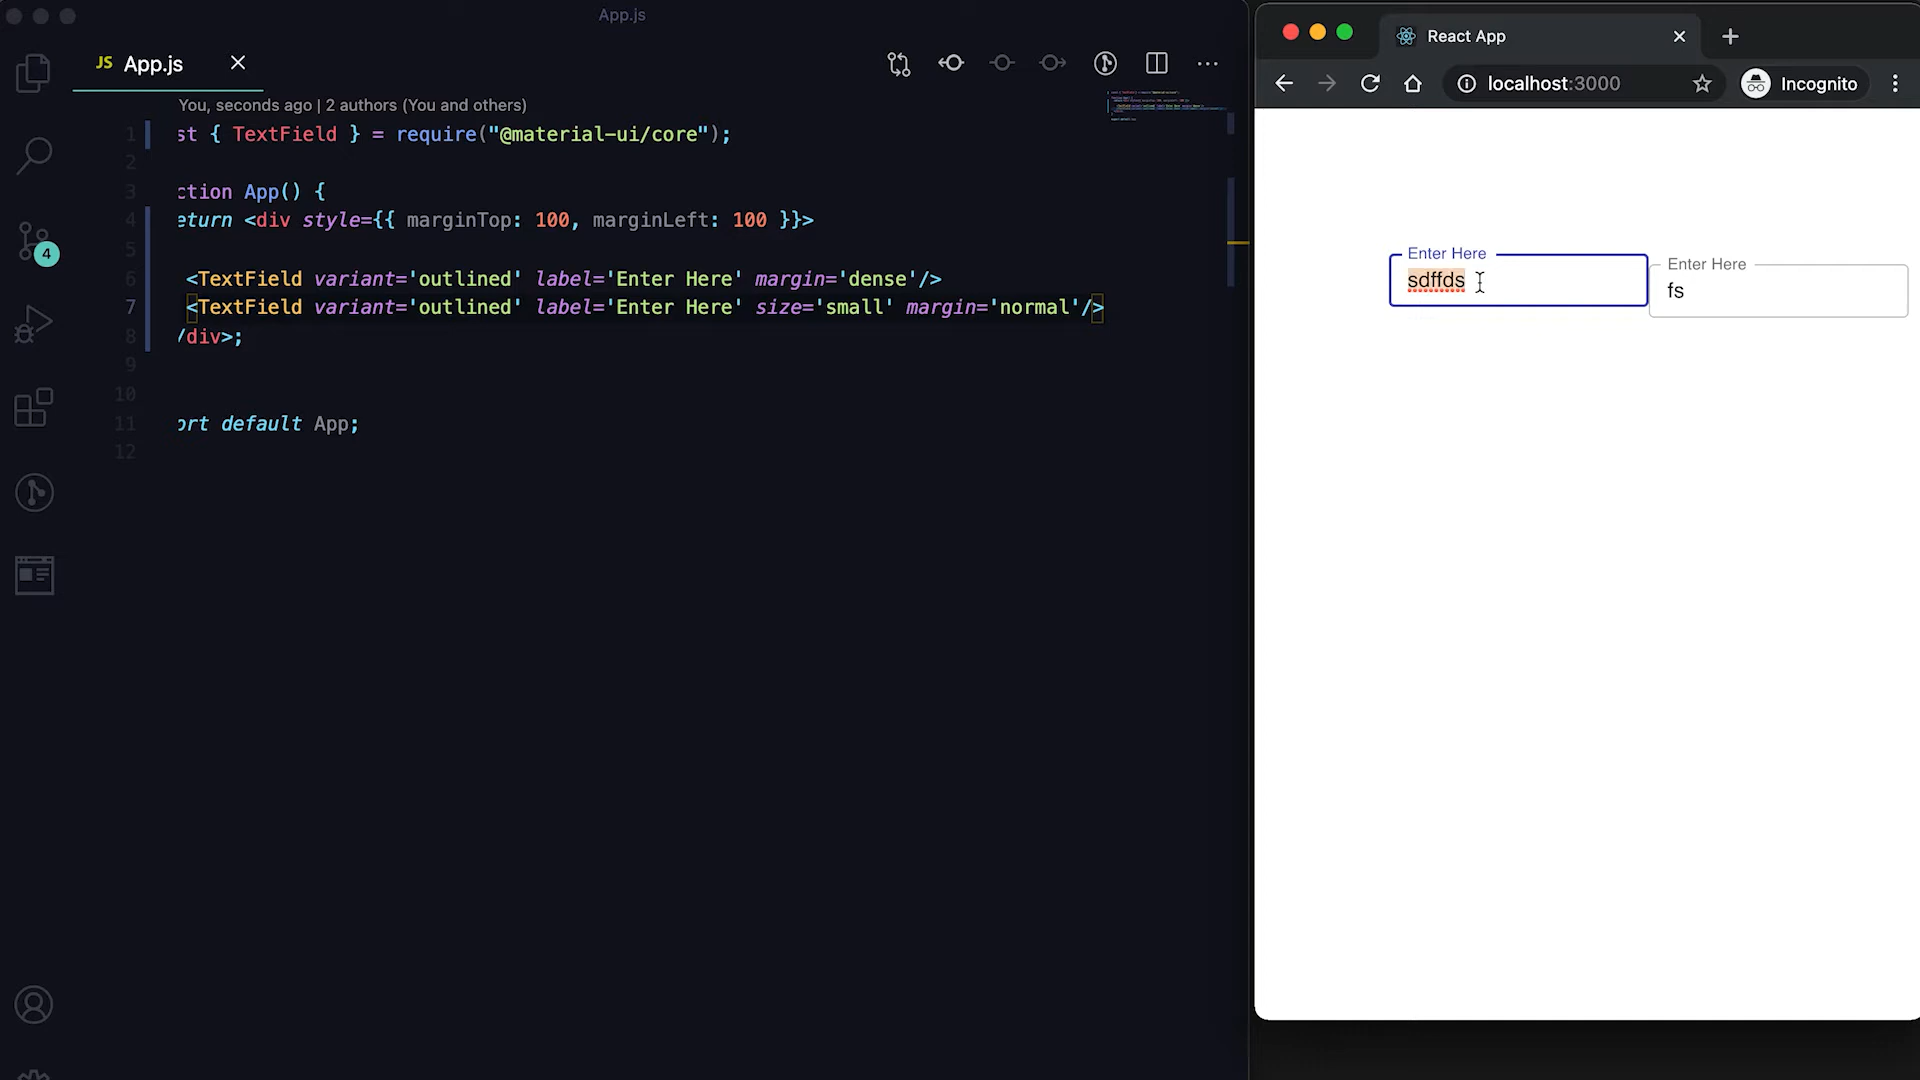 App.js
JS App.js
You, seconds ago | 2 authors (You and others)
1 st { TextField } = require("@material-ui/core");
2
3 ction App() {
4 eturn <div style={{ marginTop: 100, marginLeft: 100 }}>
5
6 <TextField variant='outlined' label='Enter Here' margin='dense'/>
7 <TextField variant='outlined' label='Enter Here' size='small' margin='normal'/>
8 /div>;
9
10
11 ort default App;
12
4
React App
localhost:3000
Incognito
Enter Here
sdffds
Enter Here
fs